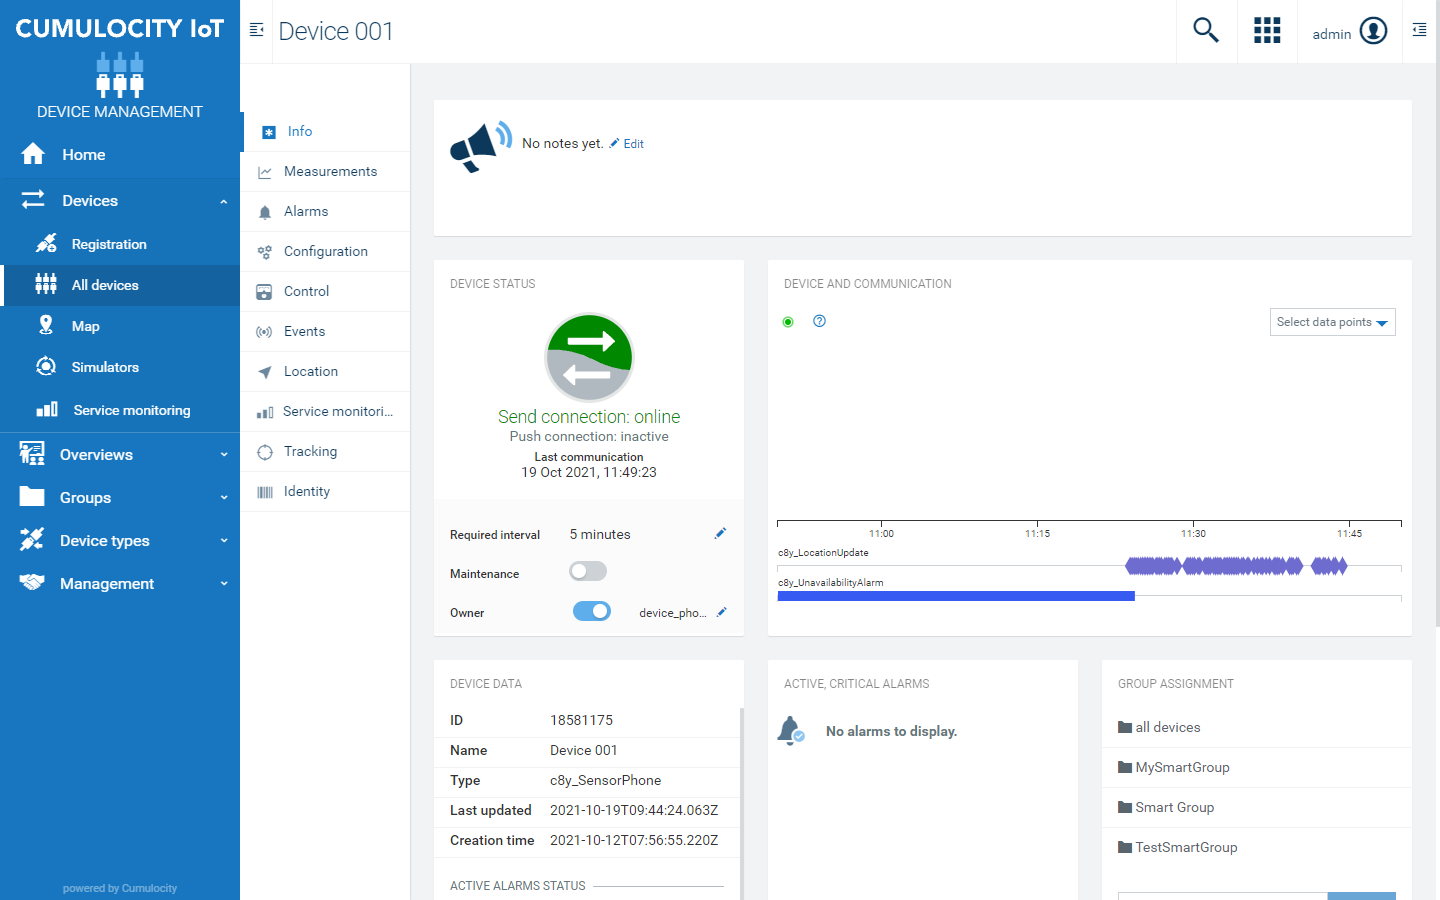 CUMULOCITY IoT
DEVICE MANAGEMENT
Home
Devices
Registration
All devices
Map
Simulators
Service monitoring
Overviews
Groups
Device types
Management
powered by Cumulocity
Device 001
admin
Info
Measurements
Alarms
Configuration
Control
Events
Location
Service monitori...
Tracking
Identity
No notes yet. Edit
DEVICE STATUS
Send connection: online
Push connection: inactive
Last communication
19 Oct 2021, 11:49:23
Required interval 5 minutes
Maintenance
Owner device_pho...
DEVICE AND COMMUNICATION
Select data points
11:00 11:15 11:30 11:45
c8y_LocationUpdate
c8y_UnavailabilityAlarm
DEVICE DATA
ID 18581175
Name Device 001
Type c8y_SensorPhone
Last updated 2021-10-19T09:44:24.063Z
Creation time 2021-10-12T07:56:55.220Z
ACTIVE ALARMS STATUS
ACTIVE, CRITICAL ALARMS
No alarms to display.
GROUP ASSIGNMENT
all devices
MySmartGroup
Smart Group
TestSmartGroup